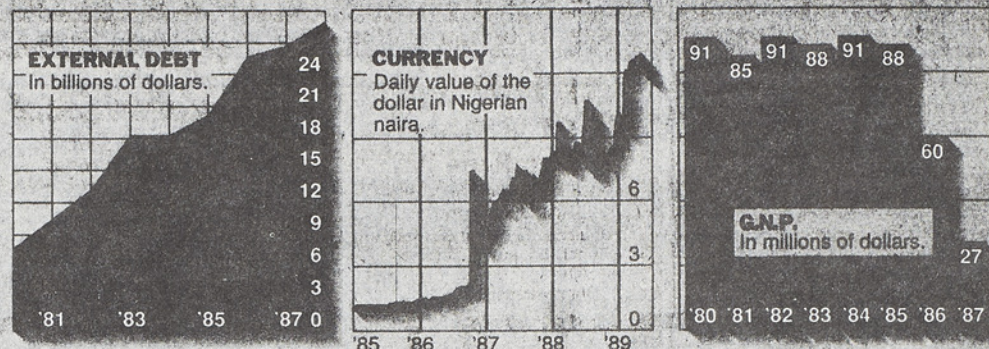 EXTERNAL DEBT
In billions of dollars.
24
21
18
15
12
9
6
3
0
'81 '83 '85 '87
CURRENCY
Daily value of the
dollar in Nigerian
naira.
6
3
0
'85 '86 '87 '88 '89
91 85 91 88 91 88 60 27
G.N.P.
In millions of dollars.
'80 '81 '82 '83 '84 '85 '86 '87